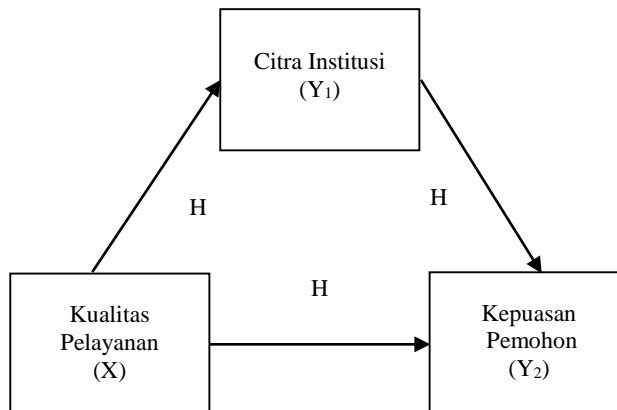 Citra Institusi
(Y₁)
H
H
H
Kualitas
Pelayanan
(X)
Kepuasan
Pemohon
(Y₂)